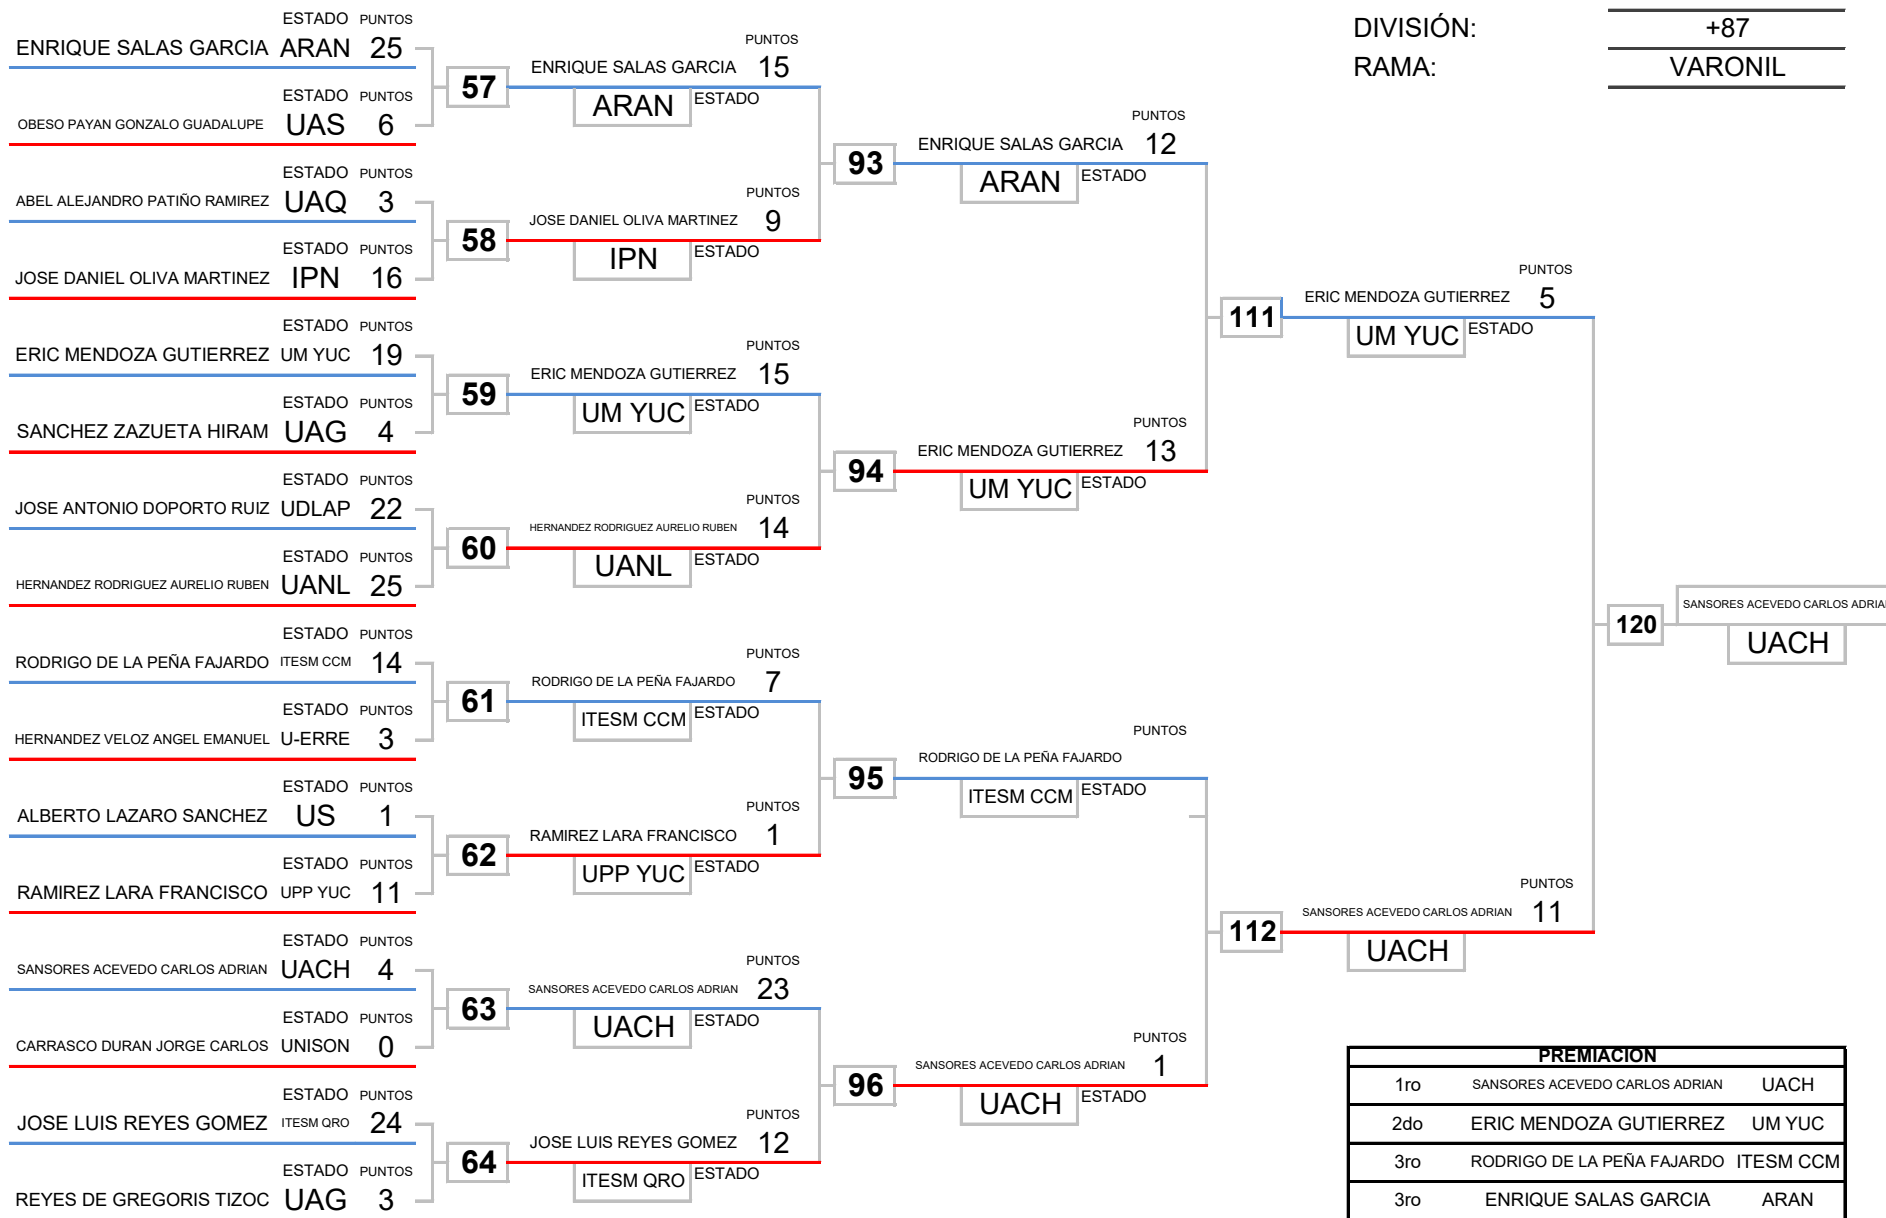 DIVISIÓN: +87
RAMA: VARONIL
ESTADO PUNTOS
ENRIQUE SALAS GARCIA ARAN 25
57
ESTADO PUNTOS
OBESO PAYAN GONZALO GUADALUPE UAS 6
ESTADO PUNTOS
ABEL ALEJANDRO PATIÑO RAMIREZ UAQ 3
58
ESTADO PUNTOS
JOSE DANIEL OLIVA MARTINEZ IPN 16
ESTADO PUNTOS
ERIC MENDOZA GUTIERREZ UM YUC 19
59
ESTADO PUNTOS
SANCHEZ ZAZUETA HIRAM UAG 4
ESTADO PUNTOS
JOSE ANTONIO DOPORTO RUIZ UDLAP 22
60
ESTADO PUNTOS
HERNANDEZ RODRIGUEZ AURELIO RUBEN UANL 25
ESTADO PUNTOS
RODRIGO DE LA PEÑA FAJARDO ITESM CCM 14
61
ESTADO PUNTOS
HERNANDEZ VELOZ ANGEL EMANUEL U-ERRE 3
ESTADO PUNTOS
ALBERTO LAZARO SANCHEZ US 1
62
ESTADO PUNTOS
RAMIREZ LARA FRANCISCO UPP YUC 11
ESTADO PUNTOS
SANSORES ACEVEDO CARLOS ADRIAN UACH 4
63
ESTADO PUNTOS
CARRASCO DURAN JORGE CARLOS UNISON 0
ESTADO PUNTOS
JOSE LUIS REYES GOMEZ ITESM QRO 24
64
ESTADO PUNTOS
REYES DE GREGORIS TIZOC UAG 3
PUNTOS
ENRIQUE SALAS GARCIA 15
ARAN ESTADO
93
PUNTOS
JOSE DANIEL OLIVA MARTINEZ 9
IPN ESTADO
PUNTOS
ERIC MENDOZA GUTIERREZ 15
UM YUC ESTADO
94
PUNTOS
HERNANDEZ RODRIGUEZ AURELIO RUBEN 14
UANL ESTADO
PUNTOS
RODRIGO DE LA PEÑA FAJARDO 7
ITESM CCM ESTADO
95
PUNTOS
RAMIREZ LARA FRANCISCO 1
UPP YUC ESTADO
PUNTOS
SANSORES ACEVEDO CARLOS ADRIAN 23
UACH ESTADO
96
PUNTOS
JOSE LUIS REYES GOMEZ 12
ITESM QRO ESTADO
PUNTOS
ENRIQUE SALAS GARCIA 12
ARAN ESTADO
111
PUNTOS
ERIC MENDOZA GUTIERREZ 13
UM YUC ESTADO
PUNTOS
RODRIGO DE LA PEÑA FAJARDO
ITESM CCM ESTADO
112
PUNTOS
SANSORES ACEVEDO CARLOS ADRIAN 1
UACH ESTADO
PUNTOS
ERIC MENDOZA GUTIERREZ 5
UM YUC ESTADO
120
PUNTOS
SANSORES ACEVEDO CARLOS ADRIAN 11
UACH
SANSORES ACEVEDO CARLOS ADRIA
UACH
PREMIACION
1ro SANSORES ACEVEDO CARLOS ADRIAN UACH
2do ERIC MENDOZA GUTIERREZ UM YUC
3ro RODRIGO DE LA PEÑA FAJARDO ITESM CCM
3ro ENRIQUE SALAS GARCIA ARAN